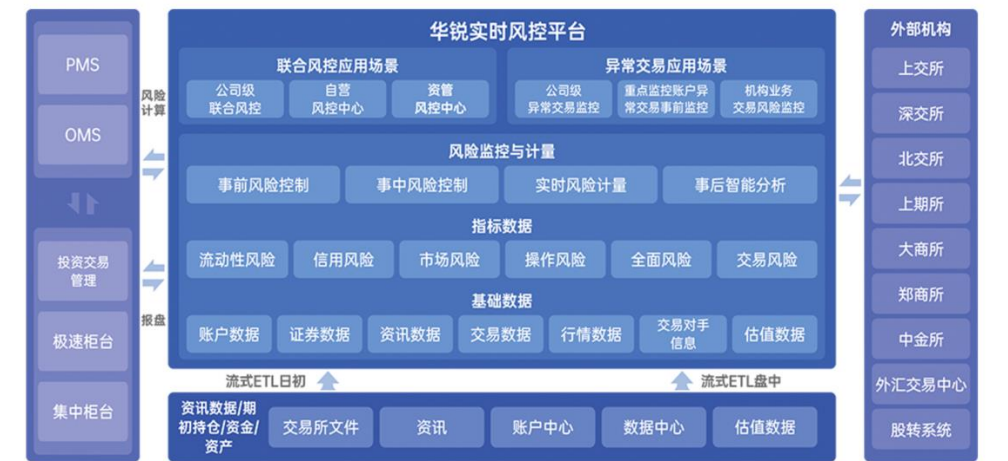 PMS
OMS
投资交易
管理
极速柜台
集中柜台
风险
计算
报盘
华锐实时风控平台
联合风控应用场景
公司级
联合风控
自营
风控中心
资管
风控中心
异常交易应用场景
公司级
异常交易监控
重点监控账户异
常交易事前监控
机构业务
交易风险监控
风险监控与计量
事前风险控制
事中风险控制
实时风险计量
事后智能分析
指标数据
流动性风险
信用风险
市场风险
操作风险
全面风险
交易风险
基础数据
账户数据
证券数据
资讯数据
交易数据
行情数据
交易对手
信息
估值数据
流式ETL日初
流式ETL盘中
资讯数据/期
初持仓/资金/
资产
交易所文件
资讯
账户中心
数据中心
估值数据
外部机构
上交所
深交所
北交所
上期所
大商所
郑商所
中金所
外汇交易中心
股转系统